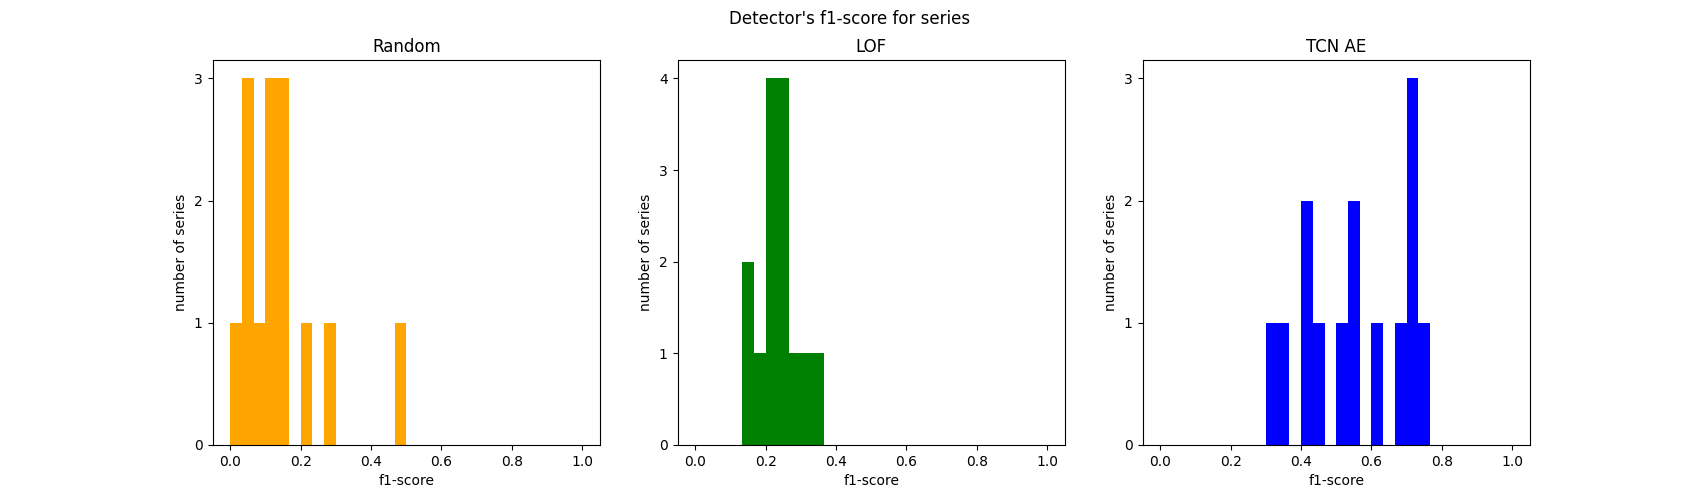 Detector's f1-score for series
Random
number of series
3
2
1
0
0.0 0.2 0.4 0.6 0.8 1.0
f1-score
LOF
number of series
4
3
2
1
0
0.0 0.2 0.4 0.6 0.8 1.0
f1-score
TCN AE
number of series
3
2
1
0
0.0 0.2 0.4 0.6 0.8 1.0
f1-score